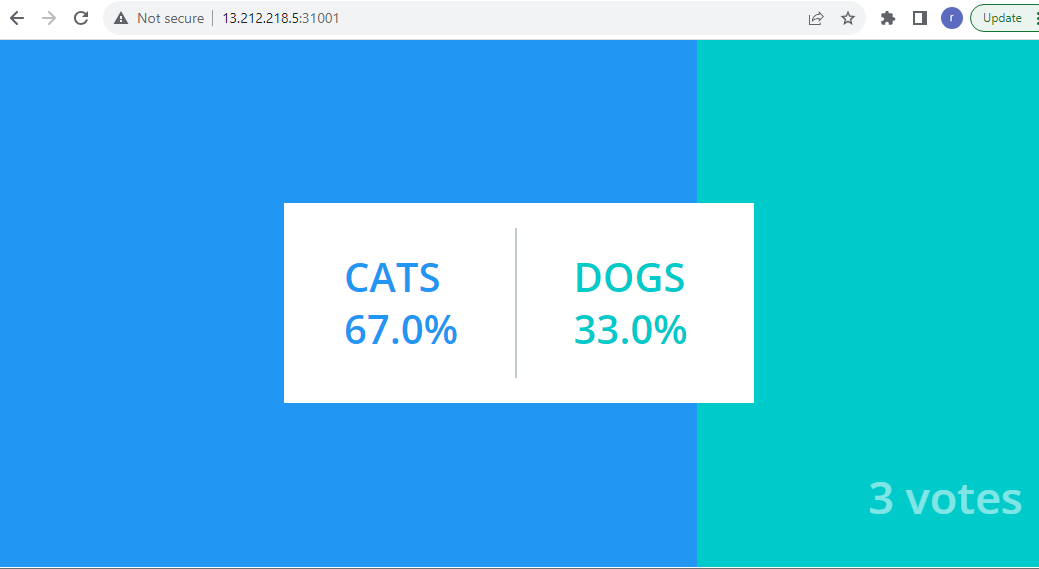 Not secure
13.212.218.5:31001
r
Update
CATS
67.0%
DOGS
33.0%
3 votes